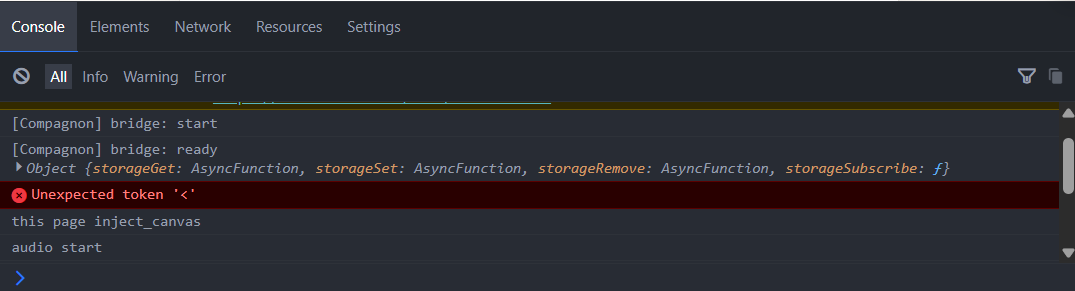 Console Elements Network Resources Settings
All Info Warning Error
[Compagnon] bridge: start
[Compagnon] bridge: ready
Object {storageGet: AsyncFunction, storageSet: AsyncFunction, storageRemove: AsyncFunction, storageSubscribe: ƒ}
Unexpected token '<'
this page inject_canvas
audio start